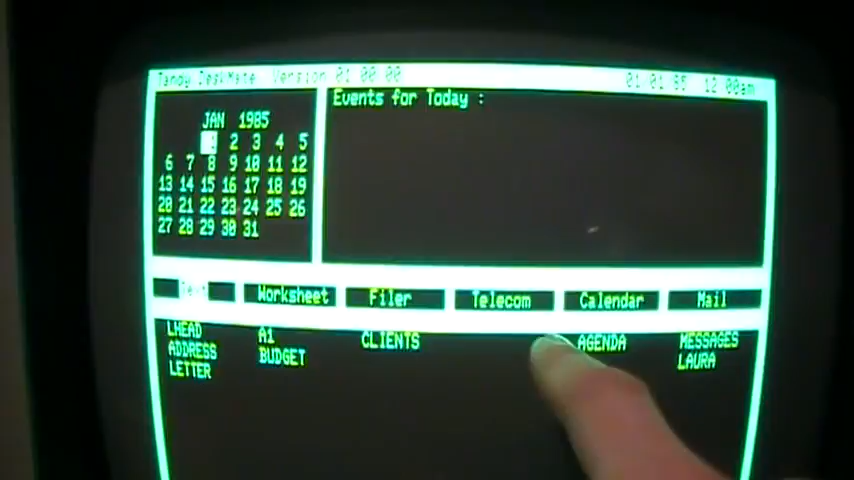 Tandy DeskMate Version 01 00 00 01 01 85 12 00am
JAN 1985
1 2 3 4 5
6 7 8 9 10 11 12
13 14 15 16 17 18 19
20 21 22 23 24 25 26
27 28 29 30 31
Events for Today :
Text Worksheet Filer Telecom Calendar Mail
LHEAD A1 CLIENTS AGENDA MESSAGES
ADDRESS BUDGET LAURA
LETTER